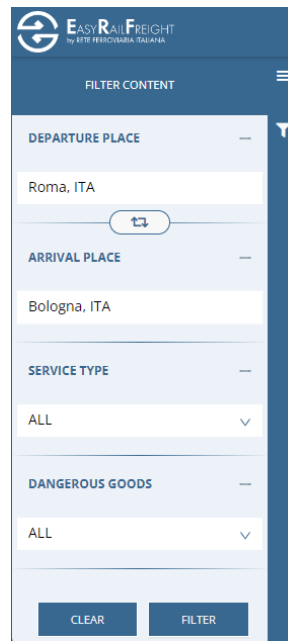 EASYRAILFREIGHT
by RETE FERROVIARIA ITALIANA
FILTER CONTENT
DEPARTURE PLACE
Roma, ITA
ARRIVAL PLACE
Bologna, ITA
SERVICE TYPE
ALL
DANGEROUS GOODS
ALL
CLEAR FILTER